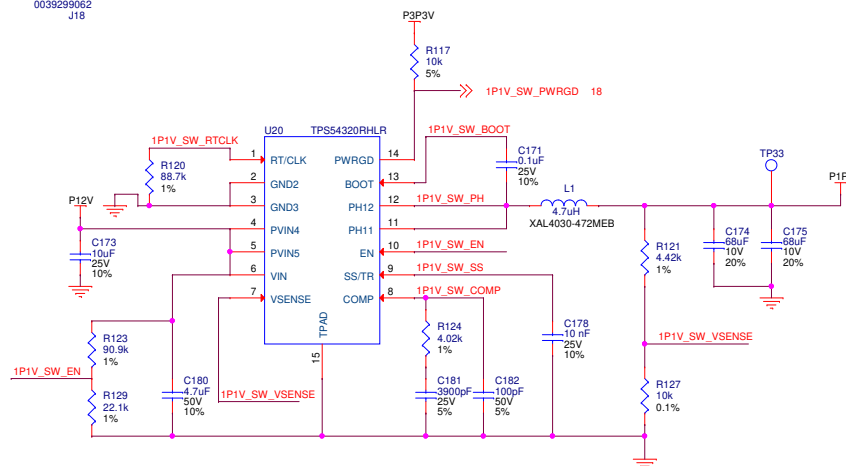 0039299062
J18
P3P3V
R117
10k
5%
1P1V_SW_PWRGD 18
U20 TPS54320RHLR
1P1V_SW_RTCLK
1P1V_SW_BOOT
C171
0.1uF
25V
10%
TP33
R120
88.7k
1%
1 RT/CLK PWRGD 14
2 GND2 BOOT 13
3 GND3 PH12 12 1P1V_SW_PH
L1
4.7uH
XAL4030-472MEB
P1P
P12V
4 PVIN4 PH11 11
5 PVIN5 EN 10 1P1V_SW_EN
6 VIN SS/TR 9 1P1V_SW_SS
7 VSENSE COMP 8 1P1V_SW_COMP
TPAD
15
C173
10uF
25V
10%
R121
4.42k
1%
C174
68uF
10V
20%
C175
68uF
10V
20%
R123
90.9k
1%
R124
4.02k
1%
C178
10 nF
25V
10%
1P1V_SW_VSENSE
1P1V_SW_EN
R129
22.1k
1%
C180
4.7uF
50V
10%
1P1V_SW_VSENSE
C181
3900pF
25V
5%
C182
100pF
50V
5%
R127
10k
0.1%